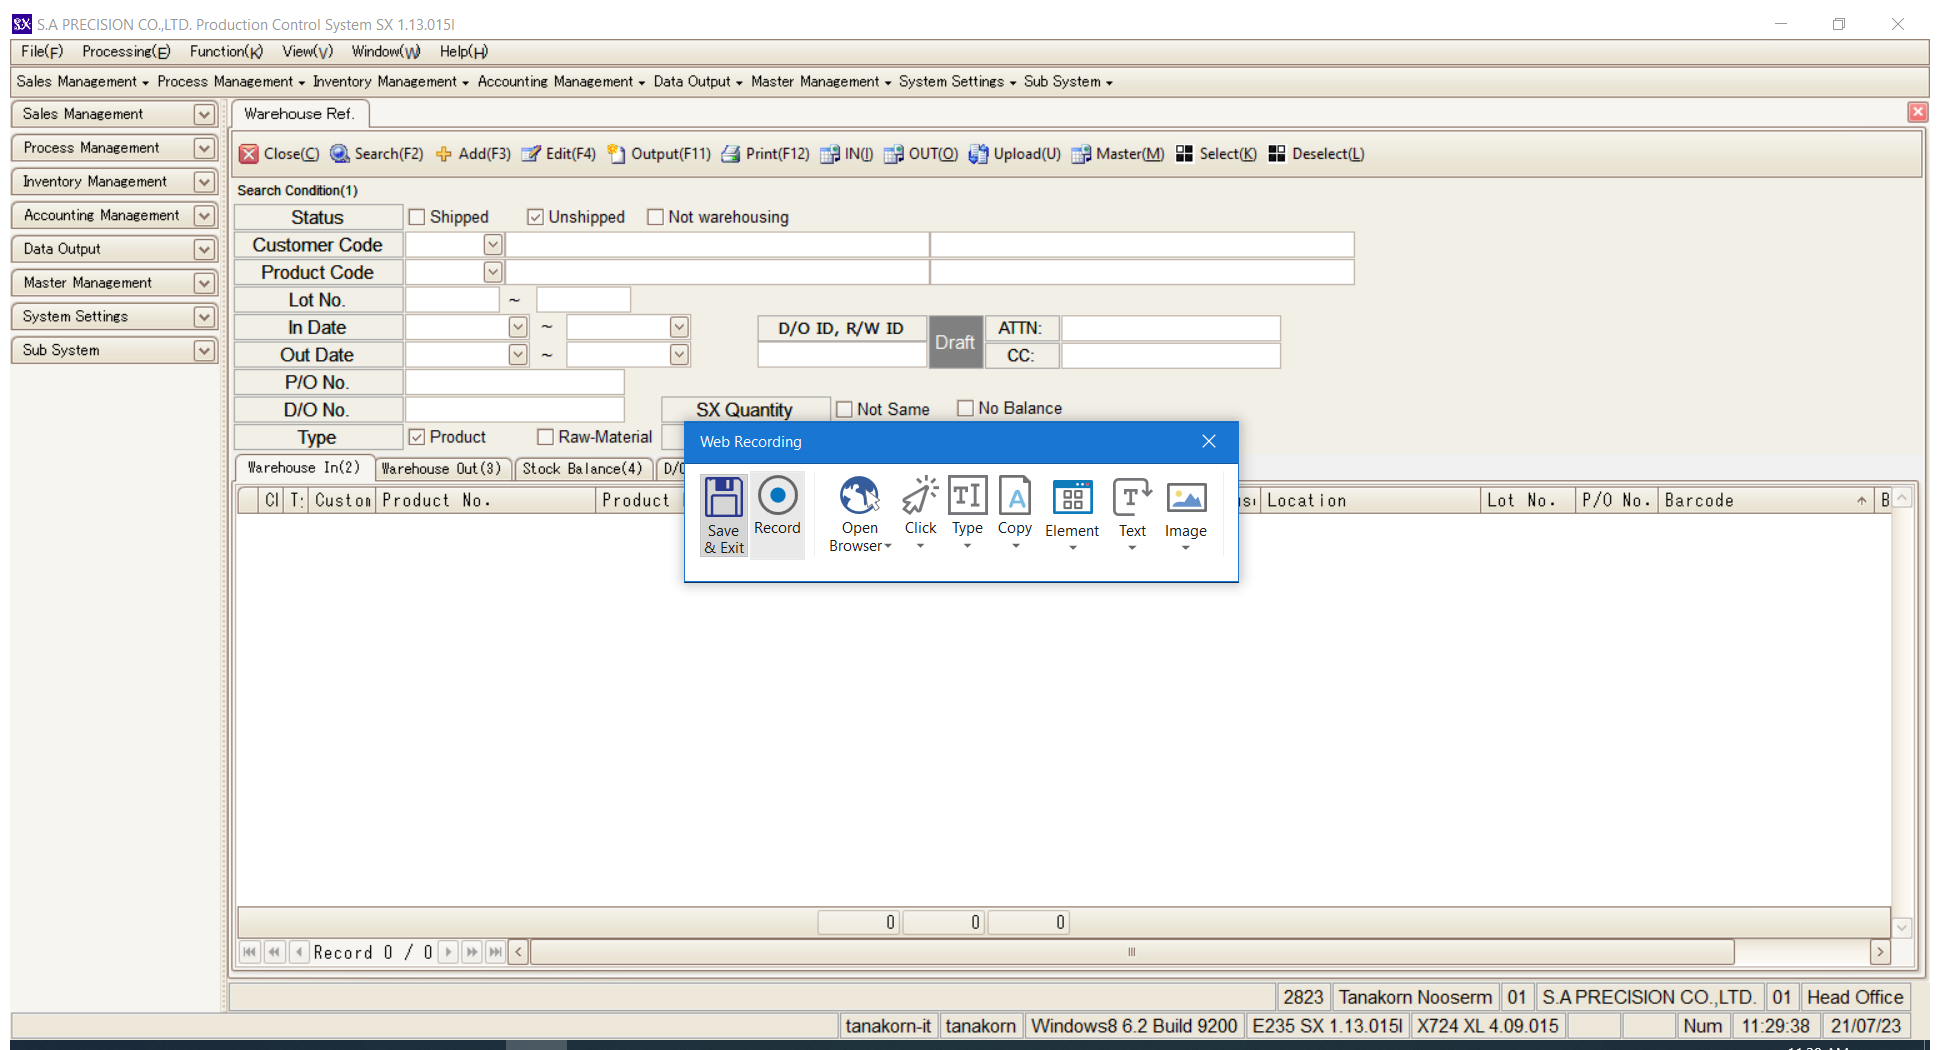 SX S.A PRECISION CO.,LTD. Production Control System SX 1.13.015l
File(F) Processing(E) Function(K) View(V) Window(W) Help(H)
Sales Management Process Management Inventory Management Accounting Management Data Output Master Management System Settings Sub System
Sales Management
Process Management
Inventory Management
Accounting Management
Data Output
Master Management
System Settings
Sub System
Warehouse Ref.
Close(C) Search(F2) Add(F3) Edit(F4) Output(F11) Print(F12) IN(I) OUT(O) Upload(U) Master(M) Select(K) Deselect(L)
Search Condition(1)
Status Shipped Unshipped Not warehousing
Customer Code
Product Code
Lot No. ~
In Date ~ D/O ID, R/W ID Draft ATTN:
Out Date ~ CC:
P/O No.
D/O No. SX Quantity Not Same No Balance
Type Product Raw-Material
Warehouse In(2) Warehouse Out(3) Stock Balance(4) D/O
Custom Product No. Product Location Lot No. P/O No. Barcode B
Web Recording
Save & Exit
Record
Open Browser
Click
Type
Copy
Element
Text
Image
0 0 0
Record 0 / 0
2823 Tanakorn Nooserm 01 S.A PRECISION CO.,LTD. 01 Head Office
tanakorn-it tanakorn Windows8 6.2 Build 9200 E235 SX 1.13.015l X724 XL 4.09.015 Num 11:29:38 21/07/23